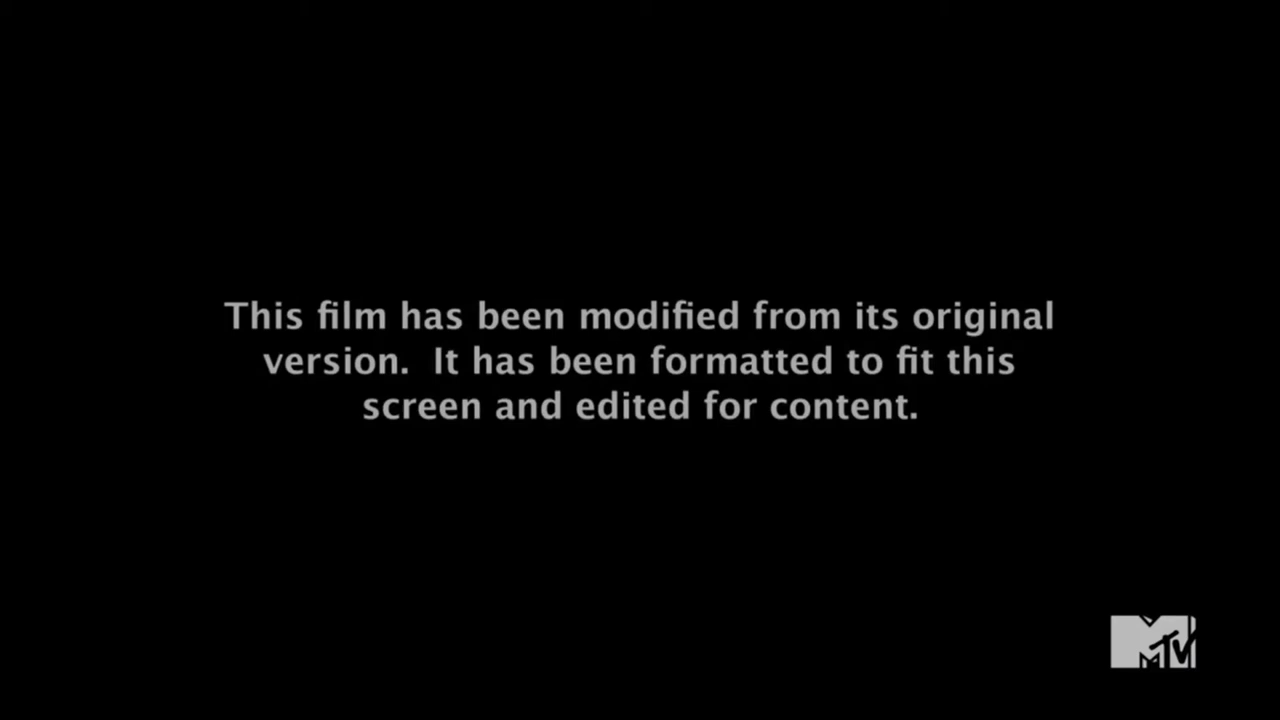 This film has been modified from its original
version.  It has been formatted to fit this
screen and edited for content.
MTV